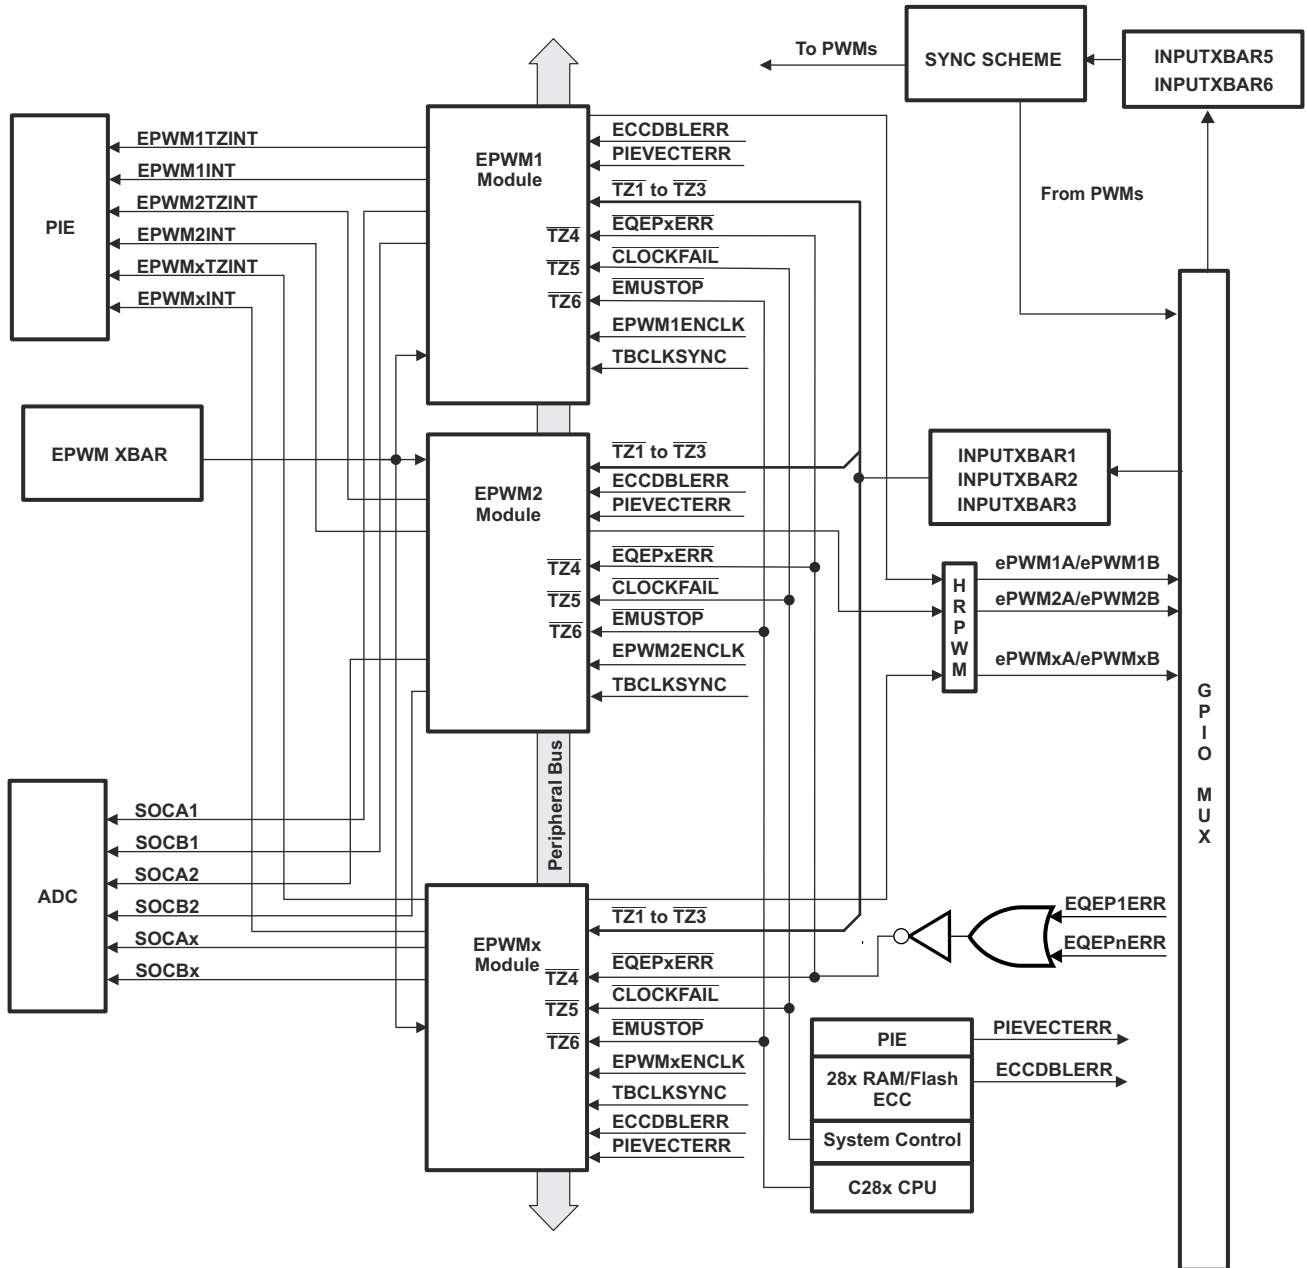 To PWMs
SYNC SCHEME
INPUTXBAR5
INPUTXBAR6
From PWMs
PIE
EPWM1TZINT
EPWM1INT
EPWM2TZINT
EPWM2INT
EPWMxTZINT
EPWMxINT
EPWM1
Module
ECCDBLERR
PIEVECTERR
TZ1 to TZ3
TZ4
EQEPxERR
TZ5
CLOCKFAIL
TZ6
EMUSTOP
EPWM1ENCLK
TBCLKSYNC
EPWM XBAR
EPWM2
Module
TZ1 to TZ3
ECCDBLERR
PIEVECTERR
TZ4
EQEPxERR
TZ5
CLOCKFAIL
TZ6
EMUSTOP
EPWM2ENCLK
TBCLKSYNC
INPUTXBAR1
INPUTXBAR2
INPUTXBAR3
HRPWM
ePWM1A/ePWM1B
ePWM2A/ePWM2B
ePWMxA/ePWMxB
GPIO MUX
Peripheral Bus
ADC
SOCA1
SOCB1
SOCA2
SOCB2
SOCAx
SOCBx
EPWMx
Module
TZ1 to TZ3
TZ4
EQEPxERR
TZ5
CLOCKFAIL
TZ6
EMUSTOP
EPWMxENCLK
TBCLKSYNC
ECCDBLERR
PIEVECTERR
EQEP1ERR
EQEPnERR
PIE
PIEVECTERR
28x RAM/Flash
ECC
ECCDBLERR
System Control
C28x CPU